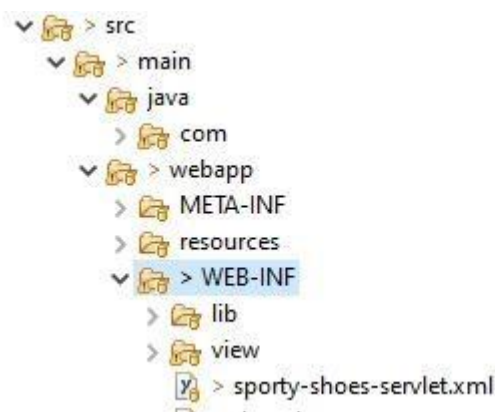 > src
> main
java
com
> webapp
META-INF
resources
> WEB-INF
lib
view
> sporty-shoes-servlet.xml